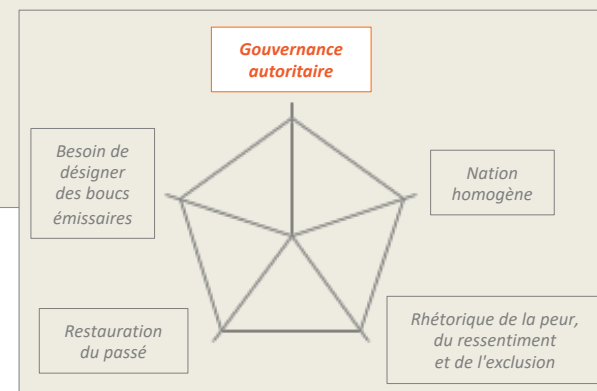 Gouvernance
autoritaire
Besoin de
désigner
des boucs
émissaires
Nation
homogène
Restauration
du passé
Rhétorique de la peur,
du ressentiment
et de l'exclusion